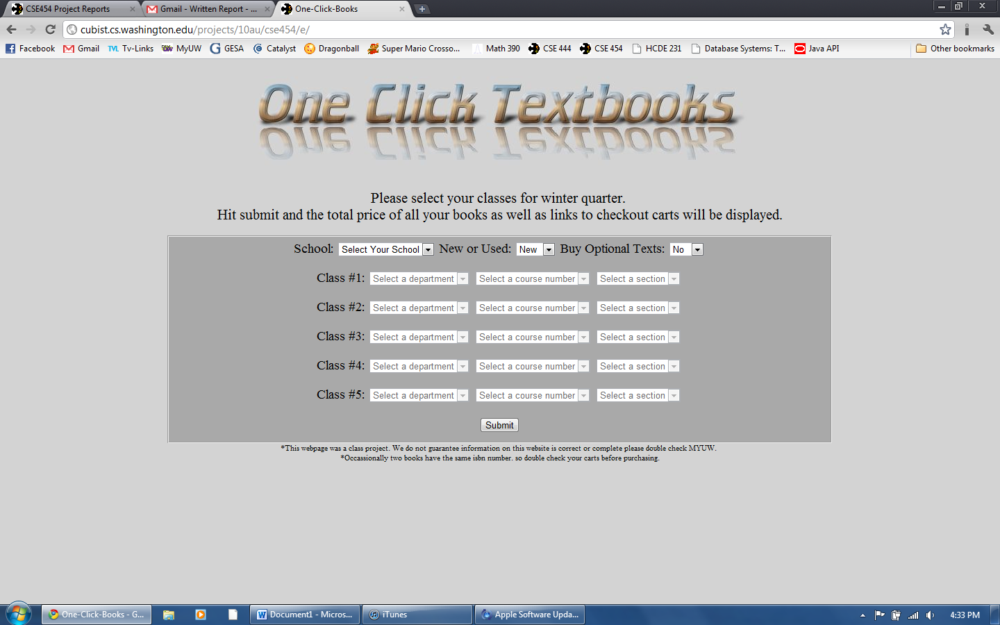 CSE454 Project Reports
Gmail - Written Report - ...
One-Click-Books
cubist.cs.washington.edu/projects/10au/cse454/e/
Facebook Gmail Tv-Links MyUW GESA Catalyst Dragonball Super Mario Crosso... Math 390 CSE 444 CSE 454 HCDE 231 Database Systems: T... Java API Other bookmarks
One Click Textbooks
Please select your classes for winter quarter.
Hit submit and the total price of all your books as well as links to checkout carts will be displayed.
School: Select Your School New or Used: New Buy Optional Texts: No
Class #1: Select a department Select a course number Select a section
Class #2: Select a department Select a course number Select a section
Class #3: Select a department Select a course number Select a section
Class #4: Select a department Select a course number Select a section
Class #5: Select a department Select a course number Select a section
Submit
*This webpage was a class project. We do not guarantee information on this website is correct or complete please double check MYUW.
*Occassionally two books have the same isbn number. so double check your carts before purchasing.
One-Click-Books - G... Document1 - Micros... iTunes Apple Software Upda... 4:33 PM